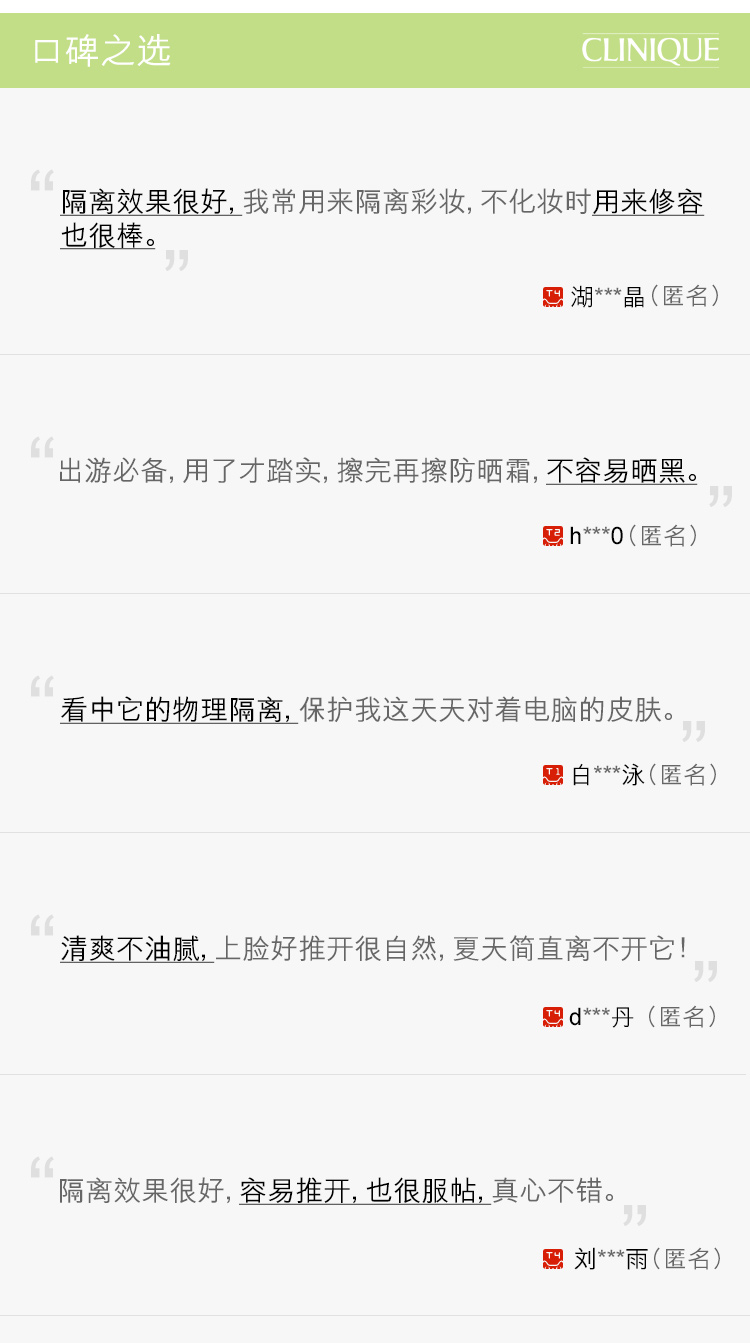 口碑之选 CLINIQUE
“隔离效果很好,我常用来隔离彩妆,不化妆时用来修容
也很棒。”
T4 湖***晶(匿名)
“出游必备,用了才踏实,擦完再擦防晒霜,不容易晒黑。”
T2 h***0(匿名)
“看中它的物理隔离,保护我这天天对着电脑的皮肤。”
T1 白***泳(匿名)
“清爽不油腻,上脸好推开很自然,夏天简直离不开它!”
T4 d***丹(匿名)
“隔离效果很好,容易推开,也很服帖,真心不错。”
T4 刘***雨(匿名)